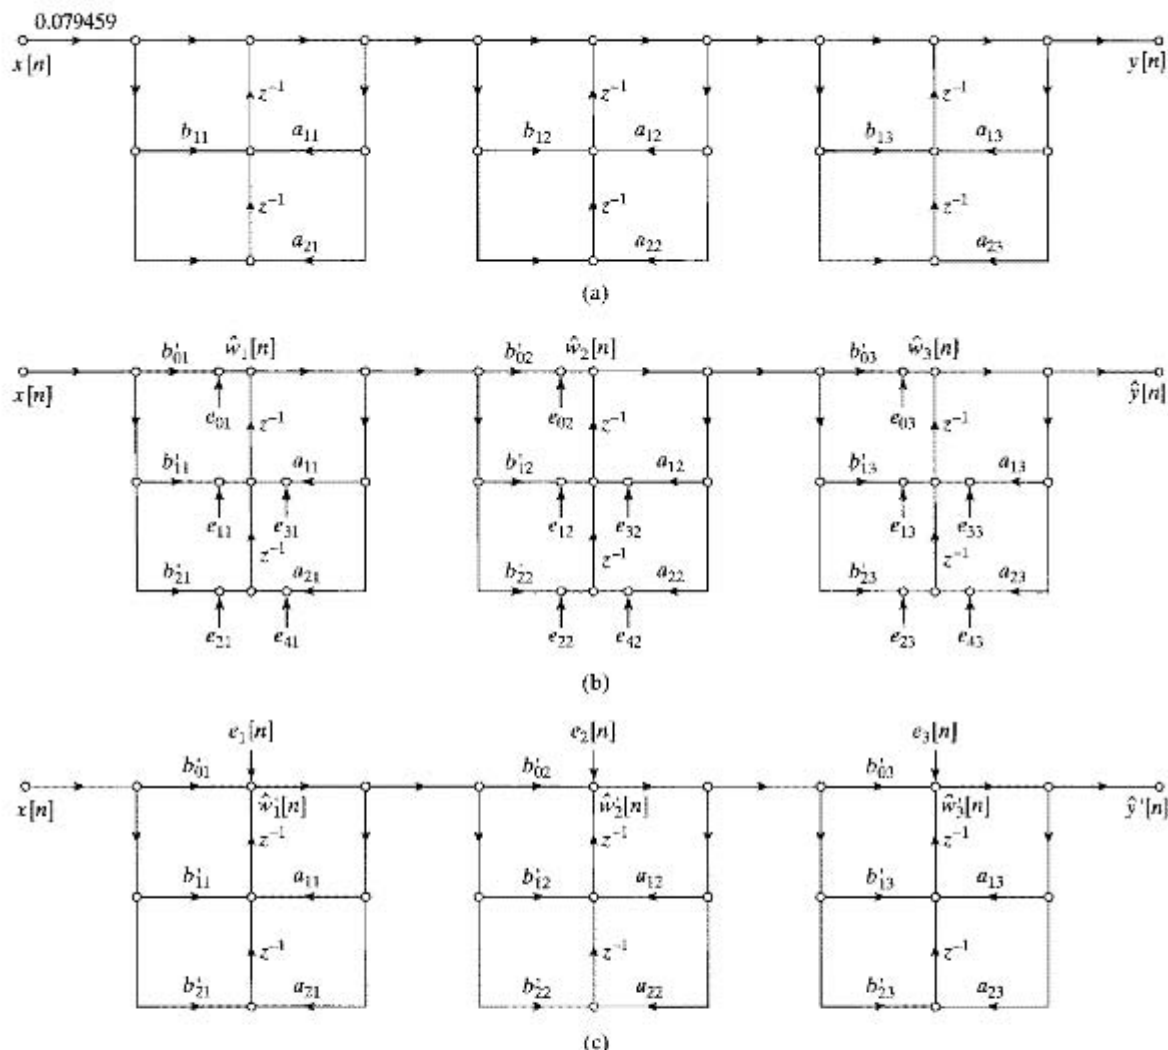 0.079459
x[n] y[n]
z⁻¹ z⁻¹ z⁻¹
b₁₁ a₁₁ b₁₂ a₁₂ b₁₃ a₁₃
z⁻¹ z⁻¹ z⁻¹
a₂₁ a₂₂ a₂₃
(a)
b'₀₁ ŵ₁[n] b'₀₂ ŵ₂[n] b'₀₃ ŵ₃[n]
x[n] ŷ[n]
e₀₁ e₀₂ e₀₃
z⁻¹ z⁻¹ z⁻¹
b'₁₁ a₁₁ b'₁₂ a₁₂ b'₁₃ a₁₃
e₁₁ e₃₁ e₁₂ e₃₂ e₁₃ e₃₃
z⁻¹ z⁻¹ z⁻¹
b'₂₁ a₂₁ b'₂₂ a₂₂ b'₂₃ a₂₃
e₂₁ e₄₁ e₂₂ e₄₂ e₂₃ e₄₃
(b)
e₁[n] e₂[n] e₃[n]
b'₀₁ b'₀₂ b'₀₃
x[n] ŵ'₁[n] ŵ'₂[n] ŵ'₃[n] ŷ'[n]
z⁻¹ z⁻¹ z⁻¹
b'₁₁ a₁₁ b'₁₂ a₁₂ b'₁₃ a₁₃
z⁻¹ z⁻¹ z⁻¹
b'₂₁ a₂₁ b'₂₂ a₂₂ b'₂₃ a₂₃
(c)